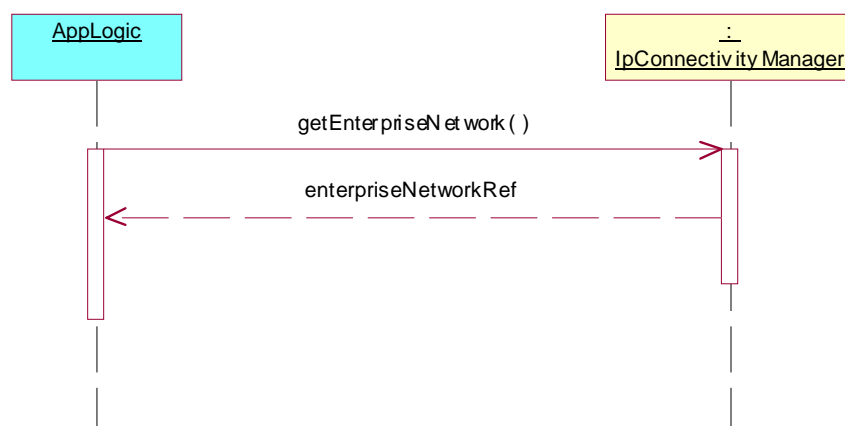 AppLogic
:
IpConnectivityManager
getEnterpriseNetwork( )
enterpriseNetworkRef